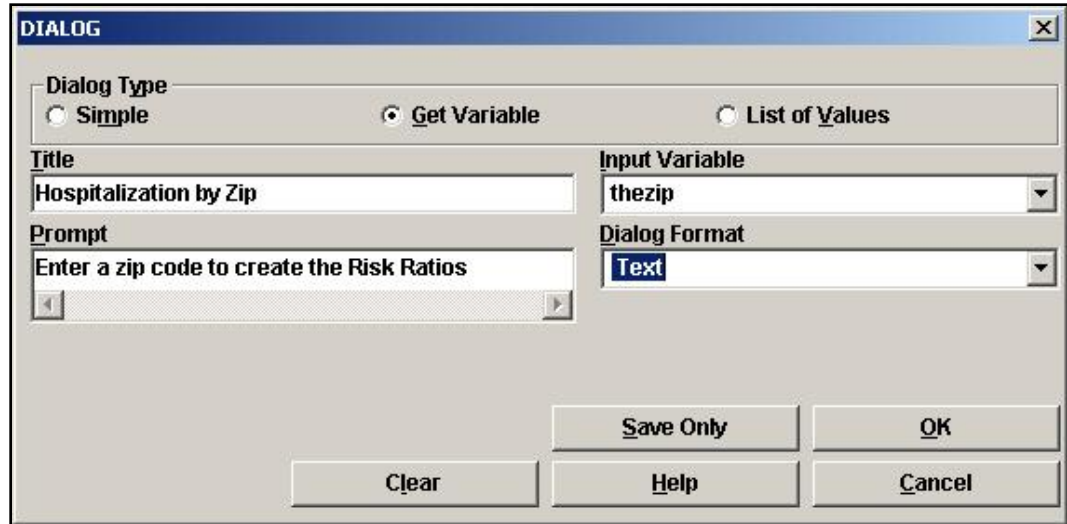 DIALOG
Dialog Type
Simple Get Variable List of Values
Title Input Variable
Hospitalization by Zip thezip
Prompt Dialog Format
Enter a zip code to create the Risk Ratios Text
Save Only OK
Clear Help Cancel